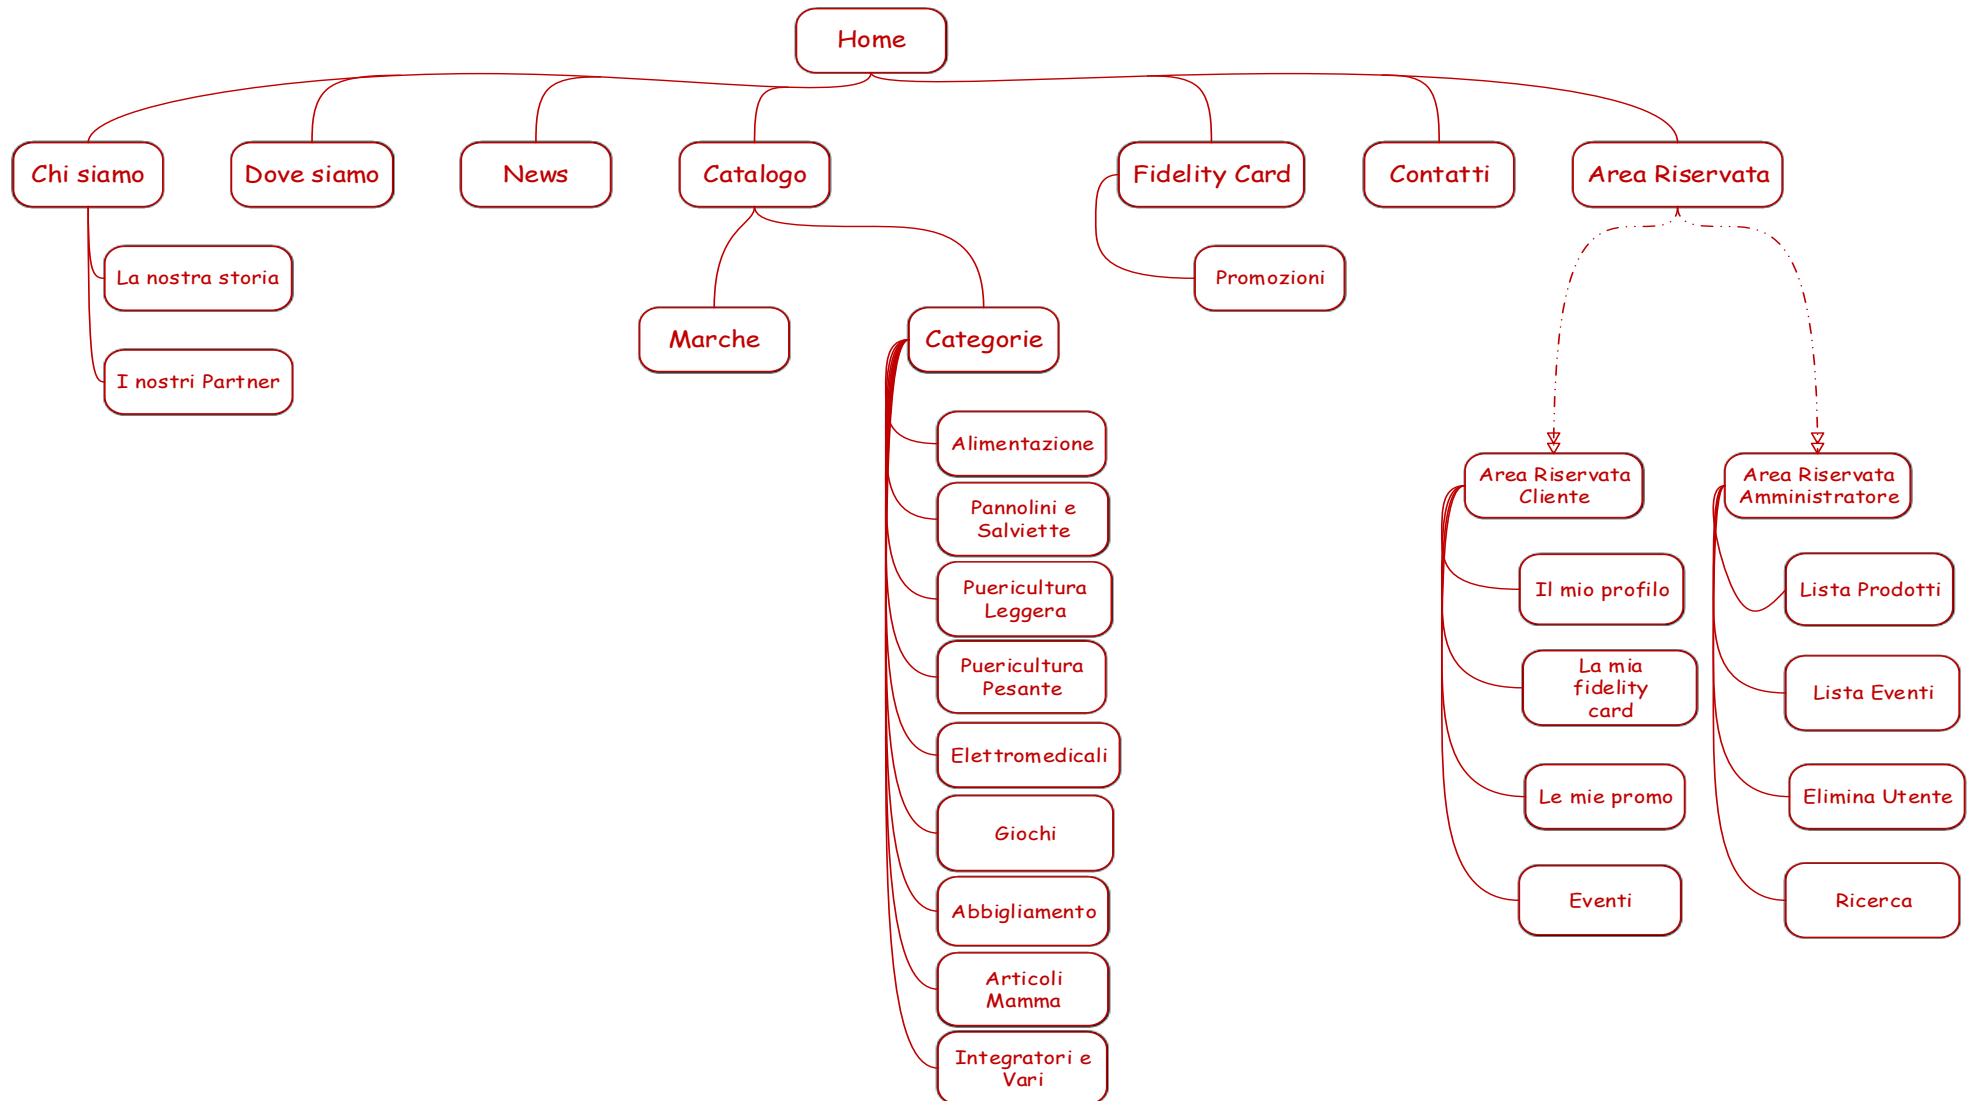 Home
Chi siamo
Dove siamo
News
Catalogo
Fidelity Card
Contatti
Area Riservata
La nostra storia
I nostri Partner
Promozioni
Marche
Categorie
Alimentazione
Pannolini e
Salviette
Puericultura
Leggera
Puericultura
Pesante
Elettromedicali
Giochi
Abbigliamento
Articoli
Mamma
Integratori e
Vari
Area Riservata
Cliente
Il mio profilo
La mia
fidelity
card
Le mie promo
Eventi
Area Riservata
Amministratore
Lista Prodotti
Lista Eventi
Elimina Utente
Ricerca